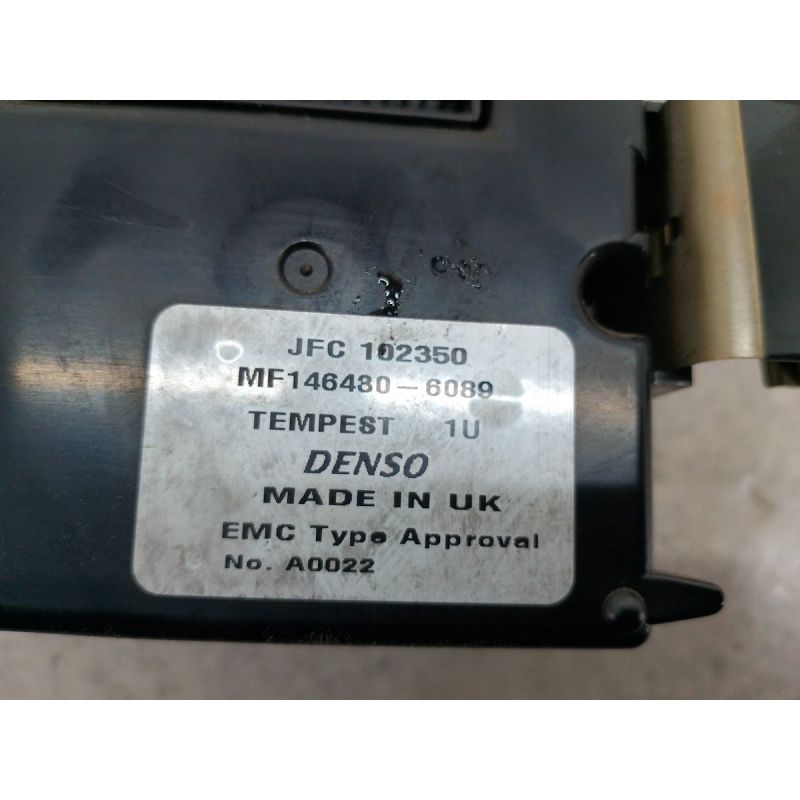 JFC 102350
MF146480-6089
TEMPEST 1U
DENSO
MADE IN UK
EMC Type Approval
No. A0022